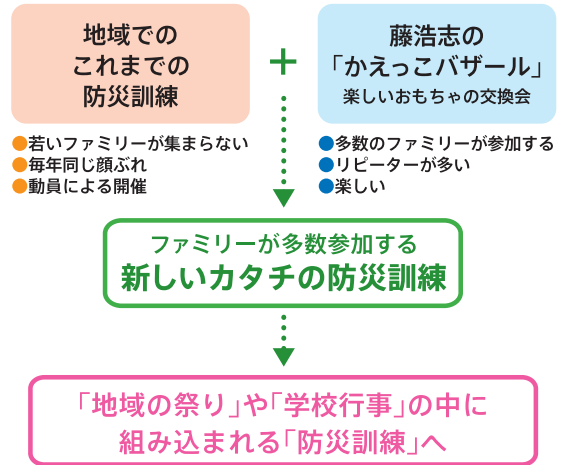 地域での
これまでの
防災訓練
+
藤浩志の
「かえっこバザール」
楽しいおもちゃの交換会
●若いファミリーが集まらない
●毎年同じ顔ぶれ
●動員による開催
●多数のファミリーが参加する
●リピーターが多い
●楽しい
ファミリーが多数参加する
新しいカタチの防災訓練
「地域の祭り」や「学校行事」の中に
組み込まれる「防災訓練」へ